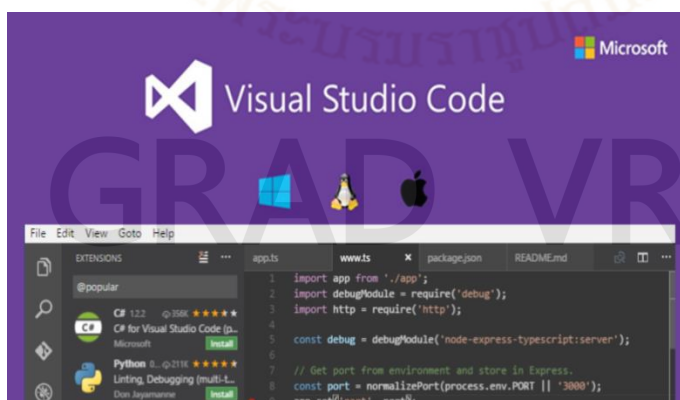 Microsoft
Visual Studio Code
GRAD VR
File Edit View Goto Help
EXTENSIONS
@popular
C# 1.2.2 358K
C# for Visual Studio Code (p...
Microsoft Install
Python 0... 211K
Linting, Debugging (multi-t...
Don Jayamanne Install
app.ts www.ts × package.json README.md
1 import app from './app';
2 import debugModule = require('debug');
3 import http = require('http');
4
5 const debug = debugModule('node-express-typescript:server');
6
7 // Get port from environment and store in Express.
8 const port = normalizePort(process.env.PORT || '3000');